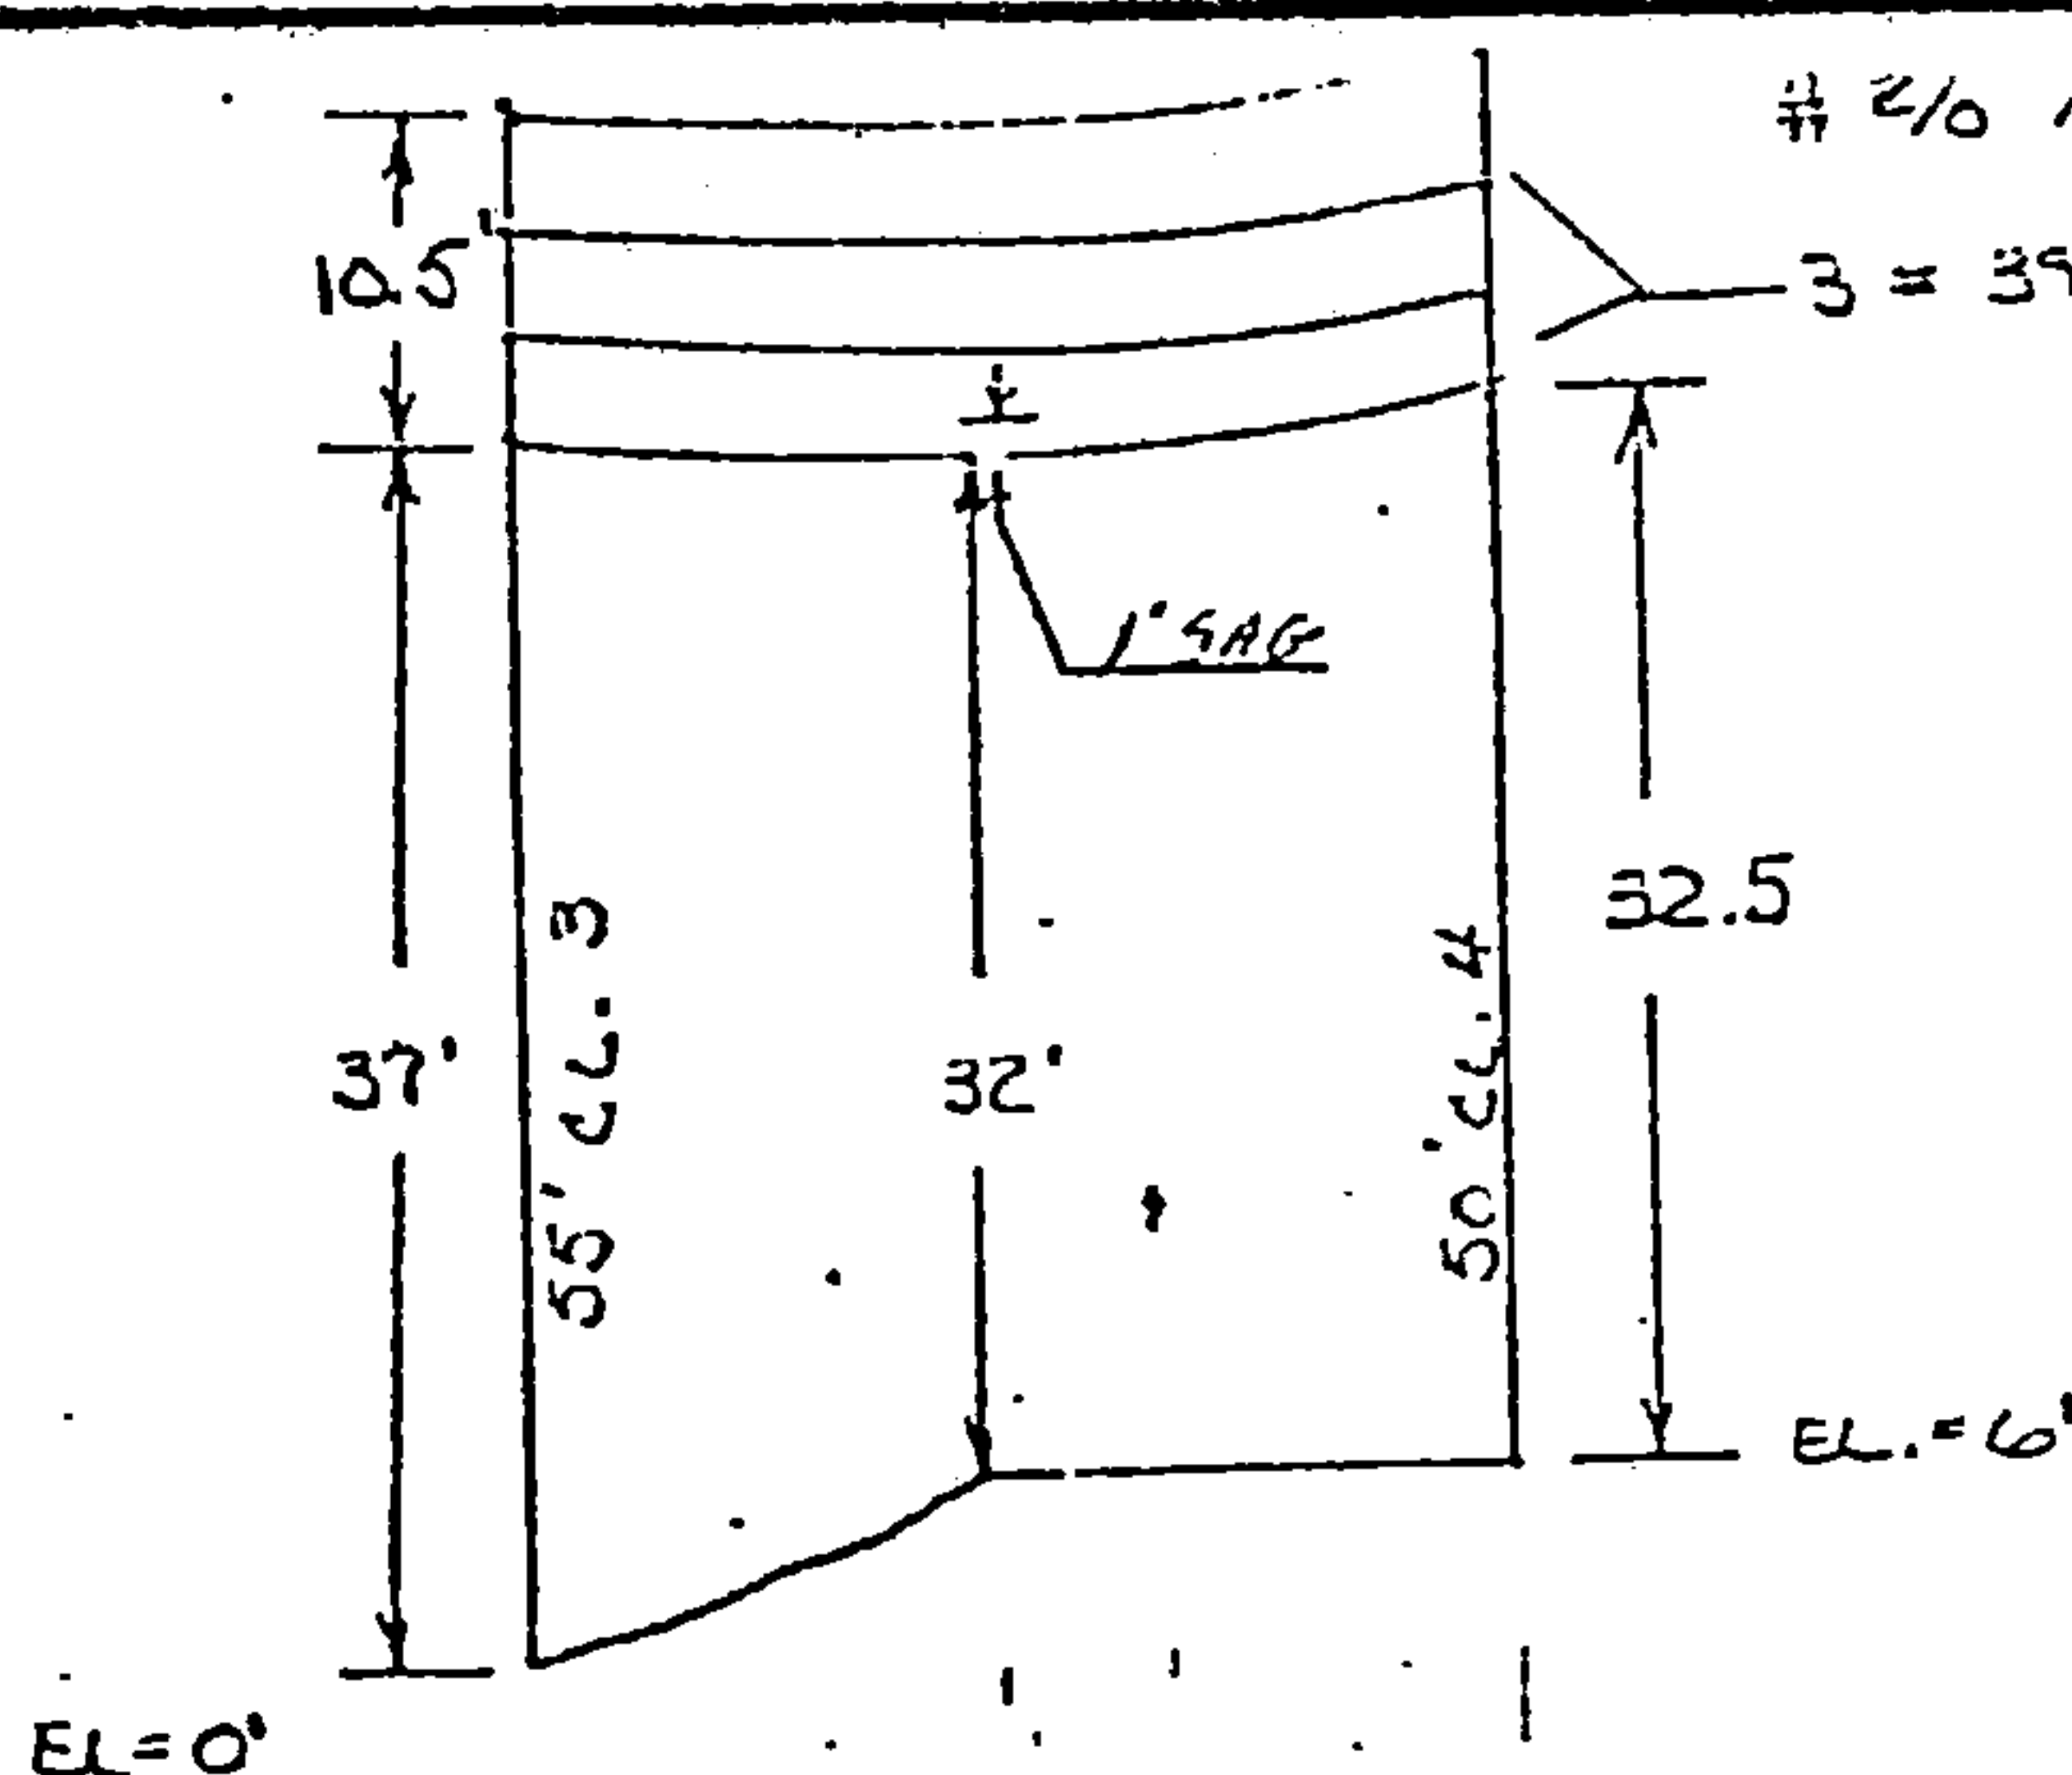 # 2/0
10.5'
3 = 39
1' SAG
32.5
55' CL. 3
50' CL. 4
37'
32'
EL. = 6'
EL = 0'